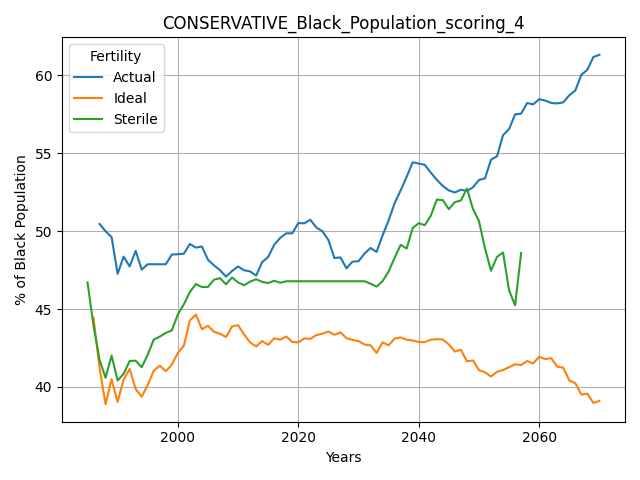 CONSERVATIVE_Black_Population_scoring_4
Fertility
Actual
Ideal
Sterile
% of Black Population
60
55
50
45
40
2000
2020
2040
2060
Years